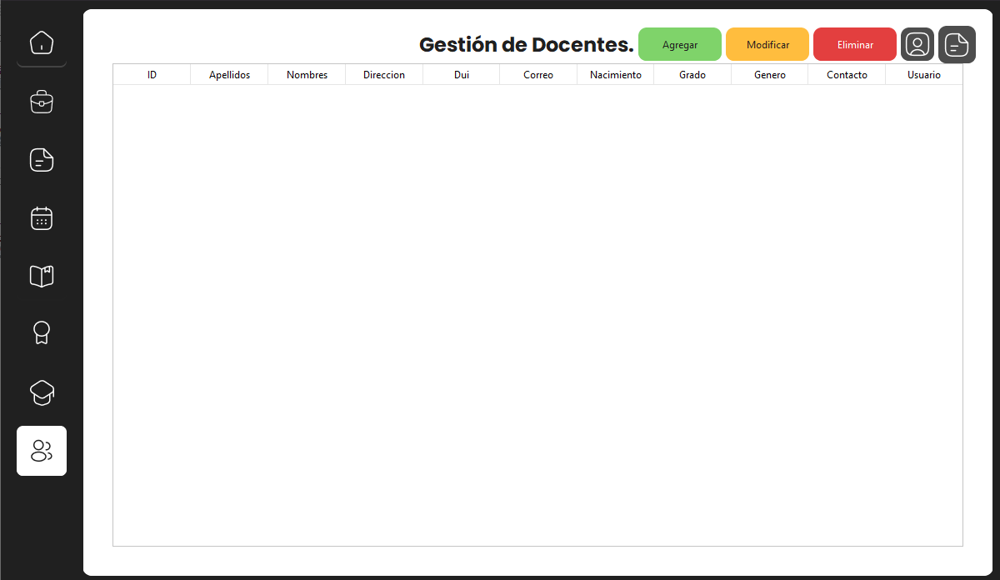 Gestión de Docentes. Agregar Modificar Eliminar
ID Apellidos Nombres Direccion Dui Correo Nacimiento Grado Genero Contacto Usuario